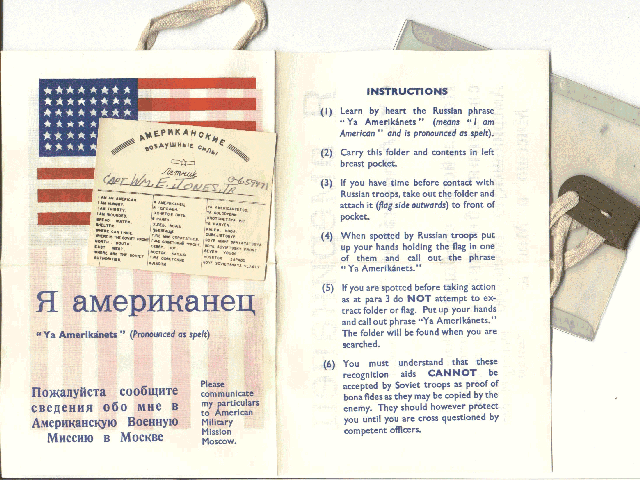 АМЕРИКАНСКИЕ
ВОЗДУШНЫЕ СИЛЫ
Летчик
CAPT WM. E. JONES, JR
I AM AN AMERICAN
I AM HUNGRY.
I AM THIRSTY.
I AM WOUNDED.
Я американец
"Ya Amerikánets" (Pronounced as spelt)
Пожалуйста сообщите
сведения обо мне в
Американскую Военную
Миссию в Москве
Please
communicate
my particulars
to American
Military
Mission
Moscow.
INSTRUCTIONS
(1) Learn by heart the Russian phrase
"Ya Amerikánets" (means "I am
American" and is pronounced as spelt).
(2) Carry this folder and contents in left
breast pocket.
(3) If you have time before contact with
Russian troops, take out the folder and
attach it (flag side outwards) to front of
pocket.
(4) When spotted by Russian troops put
up your hands holding the flag in one
of them and call out the phrase
"Ya Amerikánets."
(5) If you are spotted before taking action
as at para 3 do NOT attempt to ex-
tract folder or flag. Put up your hands
and call out phrase "Ya Amerikánets."
The folder will be found when you are
searched.
(6) You must understand that these
recognition aids CANNOT be
accepted by Soviet troops as proof of
bona fides as they may be copied by the
enemy. They should however protect
you until you are cross questioned by
competent officers.